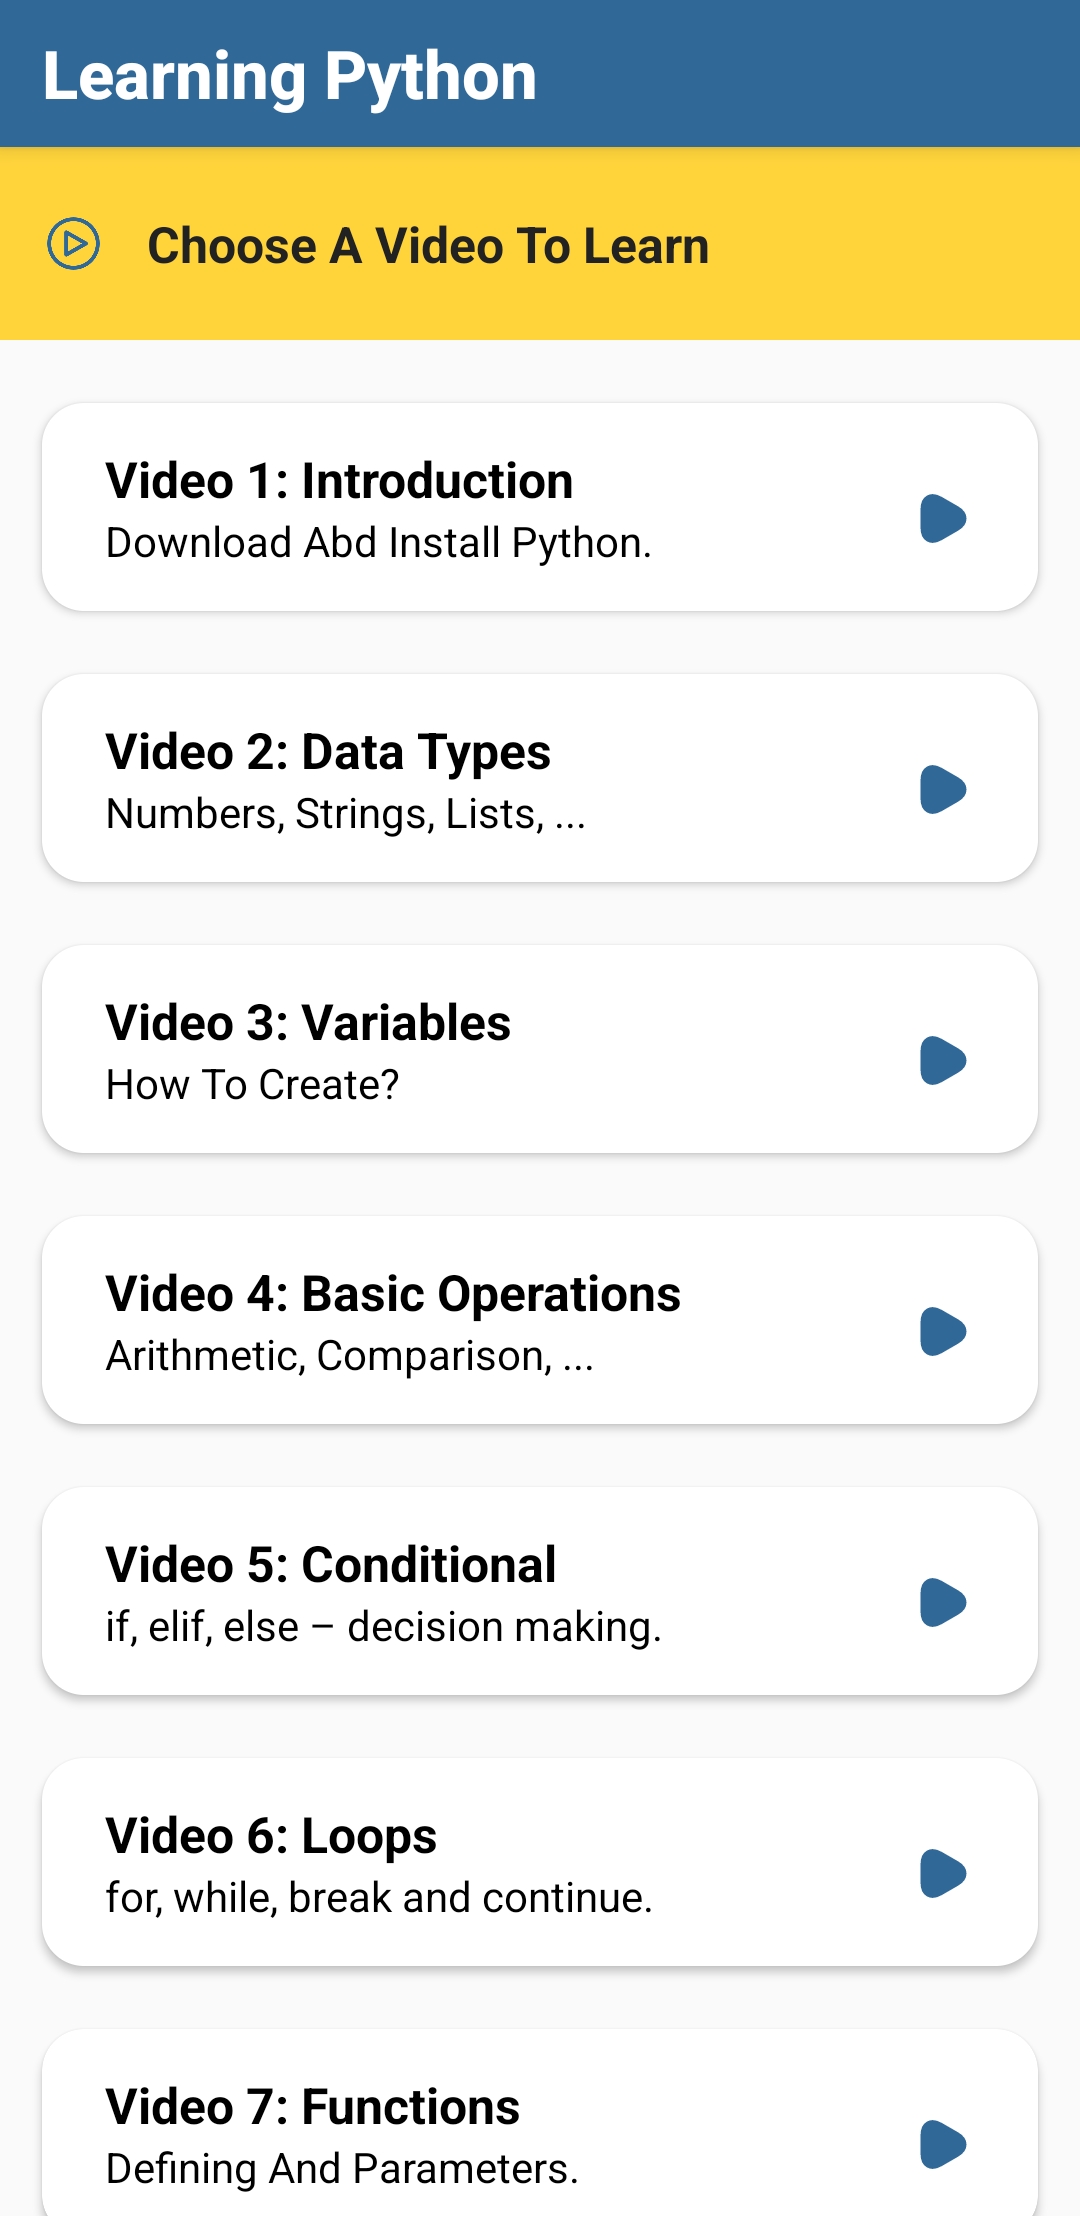 Learning Python
Choose A Video To Learn
Video 1: Introduction
Download Abd Install Python.
Video 2: Data Types
Numbers, Strings, Lists, ...
Video 3: Variables
How To Create?
Video 4: Basic Operations
Arithmetic, Comparison, ...
Video 5: Conditional
if, elif, else – decision making.
Video 6: Loops
for, while, break and continue.
Video 7: Functions
Defining And Parameters.